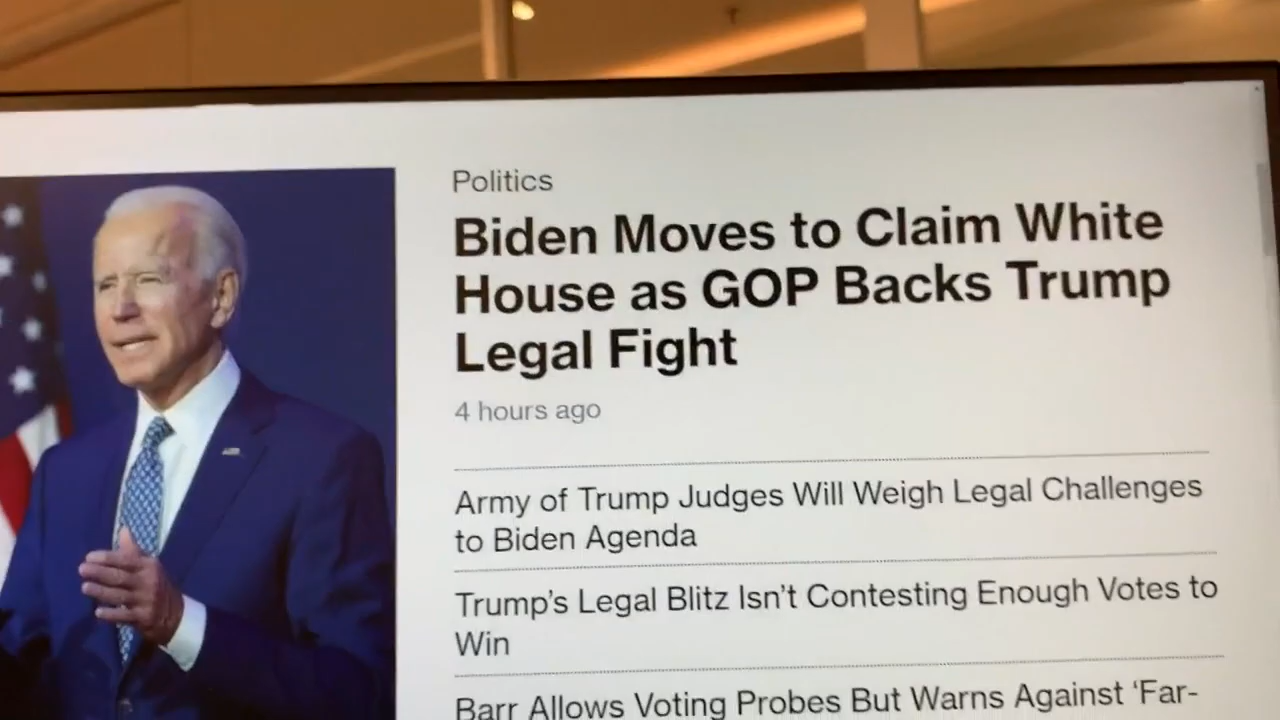 Politics
Biden Moves to Claim White
House as GOP Backs Trump
Legal Fight
4 hours ago
Army of Trump Judges Will Weigh Legal Challenges
to Biden Agenda
Trump's Legal Blitz Isn't Contesting Enough Votes to
Win
Barr Allows Voting Probes But Warns Against ‘Far-